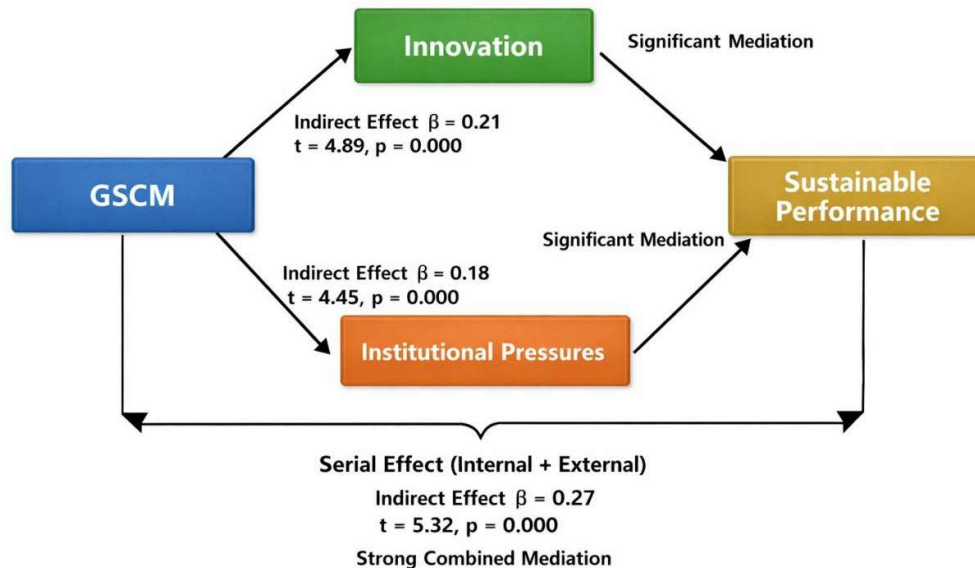 Innovation
Significant Mediation
Indirect Effect β = 0.21
t = 4.89, p = 0.000
GSCM
Sustainable
Performance
Significant Mediation
Indirect Effect β = 0.18
t = 4.45, p = 0.000
Institutional Pressures
Serial Effect (Internal + External)
Indirect Effect β = 0.27
t = 5.32, p = 0.000
Strong Combined Mediation